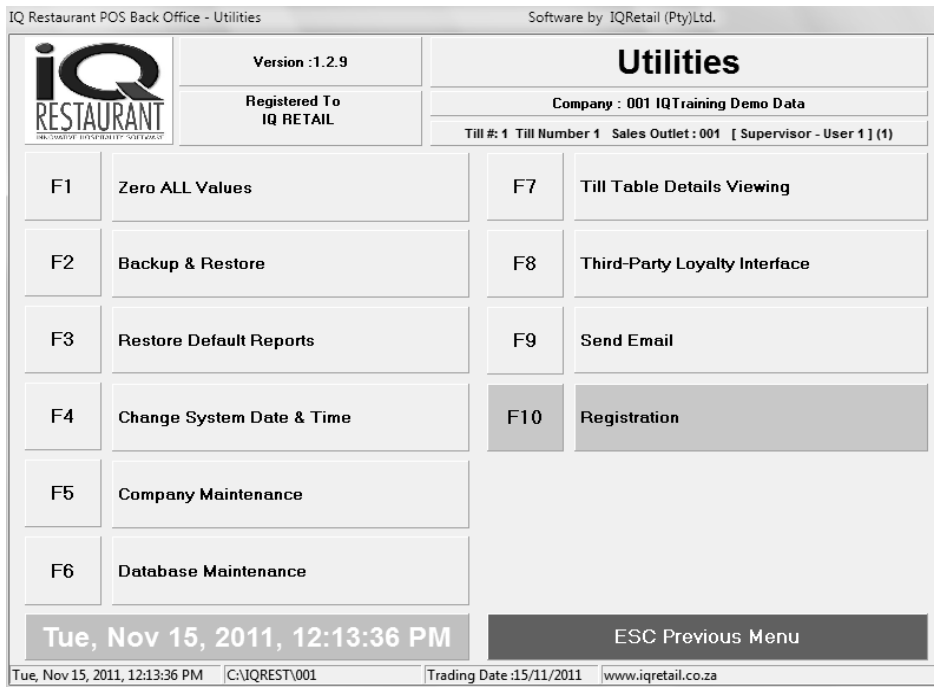 IQ Restaurant POS Back Office - Utilities Software by IQRetail (Pty)Ltd.
iQ
RESTAURANT
INNOVATIVE HOSPITALITY SOFTWARE
Version :1.2.9
Registered To
IQ RETAIL
Utilities
Company : 001 IQTraining Demo Data
Till #: 1 Till Number 1 Sales Outlet : 001 [ Supervisor - User 1 ] (1)
F1 Zero ALL Values
F2 Backup & Restore
F3 Restore Default Reports
F4 Change System Date & Time
F5 Company Maintenance
F6 Database Maintenance
F7 Till Table Details Viewing
F8 Third-Party Loyalty Interface
F9 Send Email
F10 Registration
Tue, Nov 15, 2011, 12:13:36 PM
ESC Previous Menu
Tue, Nov 15, 2011, 12:13:36 PM C:\IQREST\001 Trading Date :15/11/2011 www.iqretail.co.za